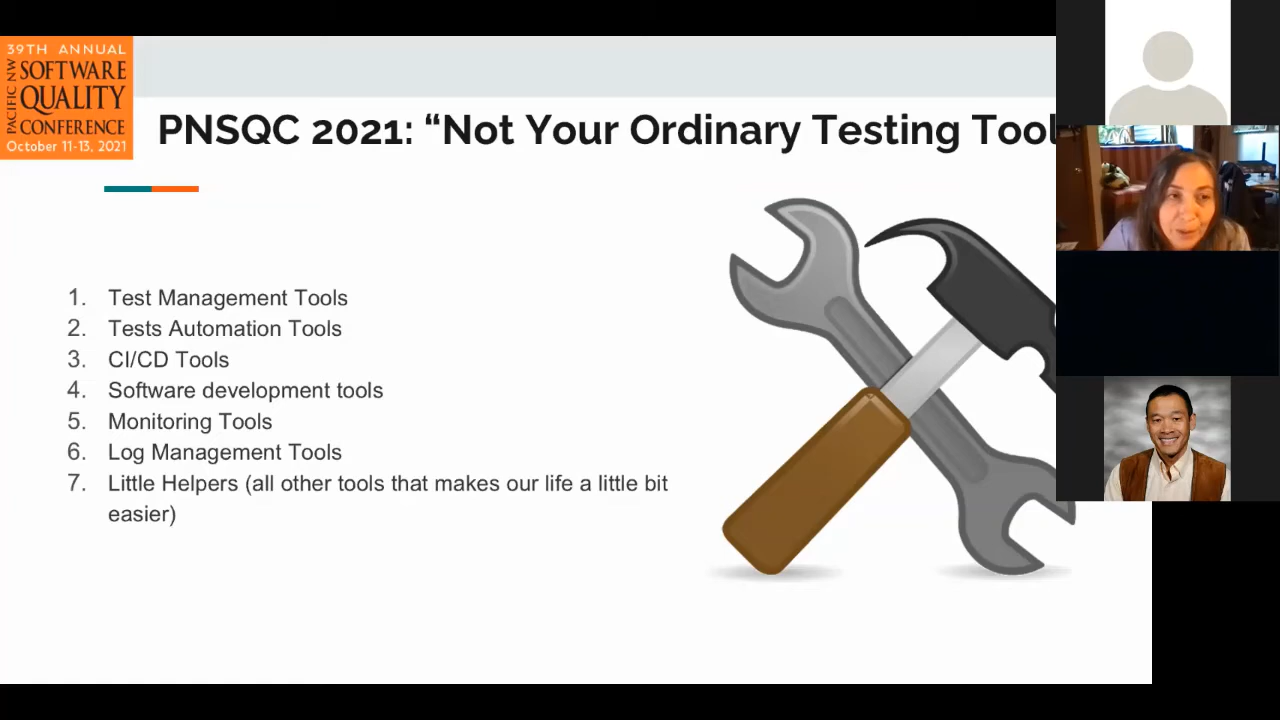 39TH ANNUAL
PACIFIC NW
SOFTWARE
QUALITY
CONFERENCE
October 11-13, 2021
PNSQC 2021: “Not Your Ordinary Testing Tool
1. Test Management Tools
2. Tests Automation Tools
3. CI/CD Tools
4. Software development tools
5. Monitoring Tools
6. Log Management Tools
7. Little Helpers (all other tools that makes our life a little bit
easier)